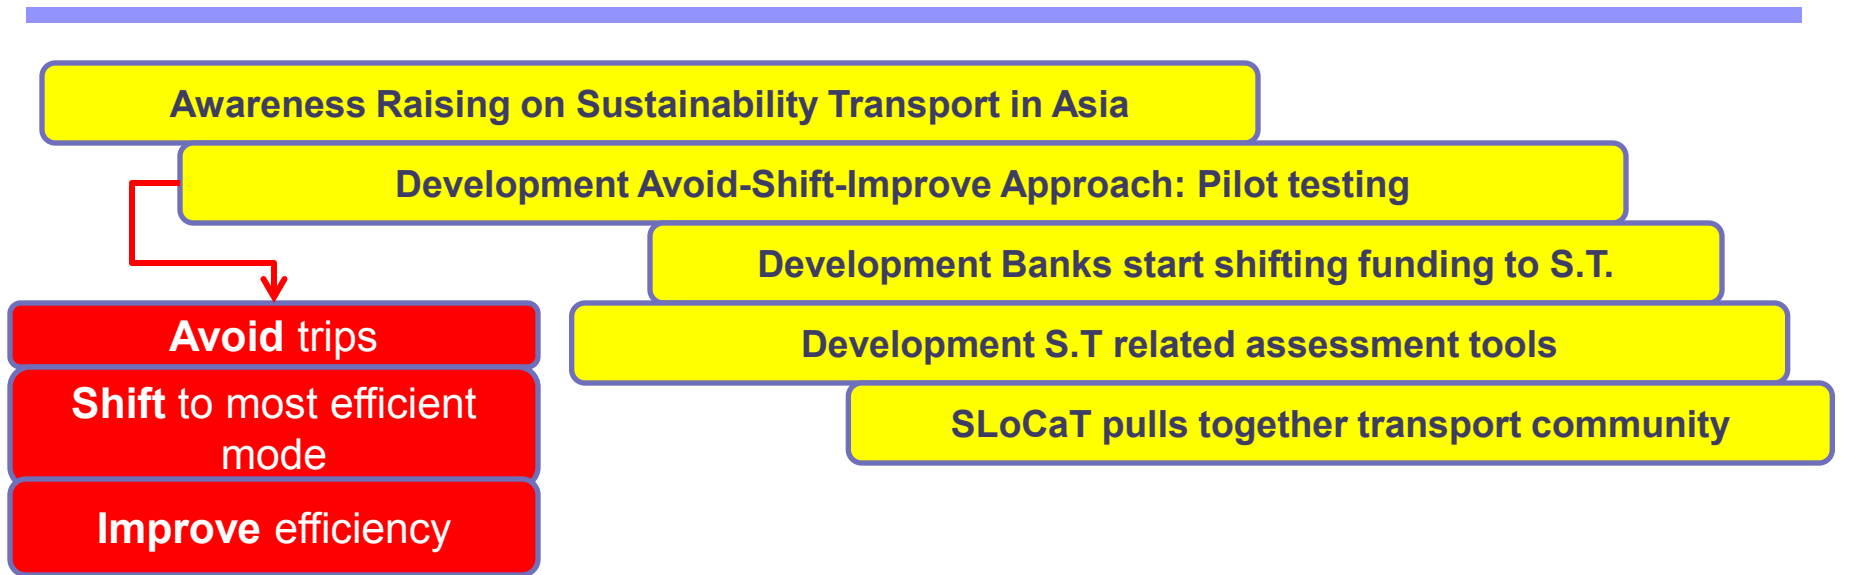 Awareness Raising on Sustainability Transport in Asia
Development Avoid-Shift-Improve Approach: Pilot testing
Development Banks start shifting funding to S.T.
Development S.T related assessment tools
SLoCaT pulls together transport community
Avoid trips
Shift to most efficient
mode
Improve efficiency